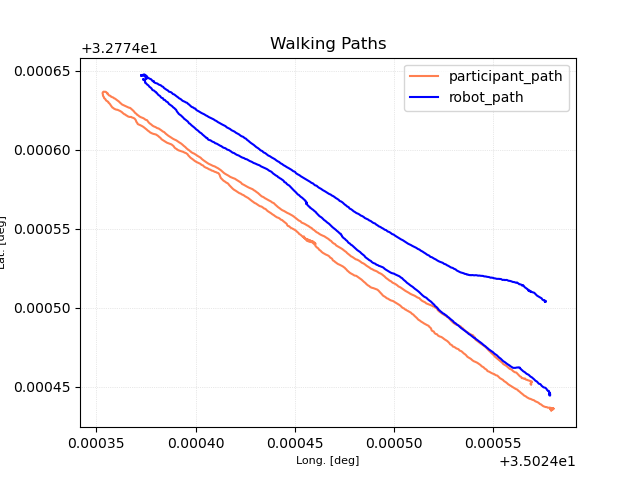 Walking Paths
+3.2774e1
participant_path
robot_path
0.00065
0.00060
0.00055
0.00050
0.00045
Lat. [deg]
0.00035
0.00040
0.00045
0.00050
0.00055
Long. [deg]
+3.5024e1